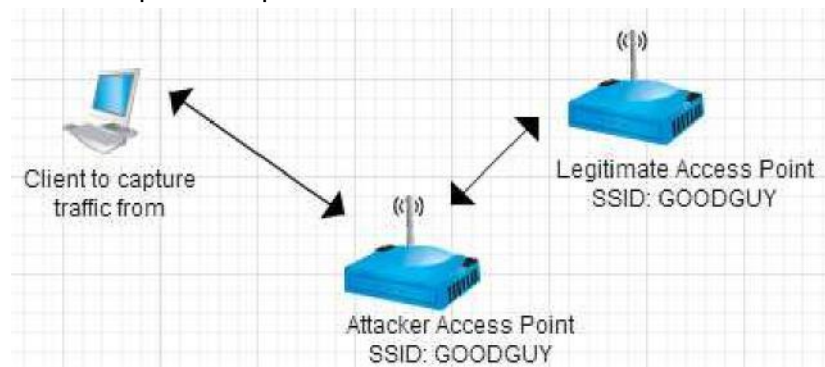 Client to capture
traffic from
Legitimate Access Point
SSID: GOODGUY
Attacker Access Point
SSID: GOODGUY